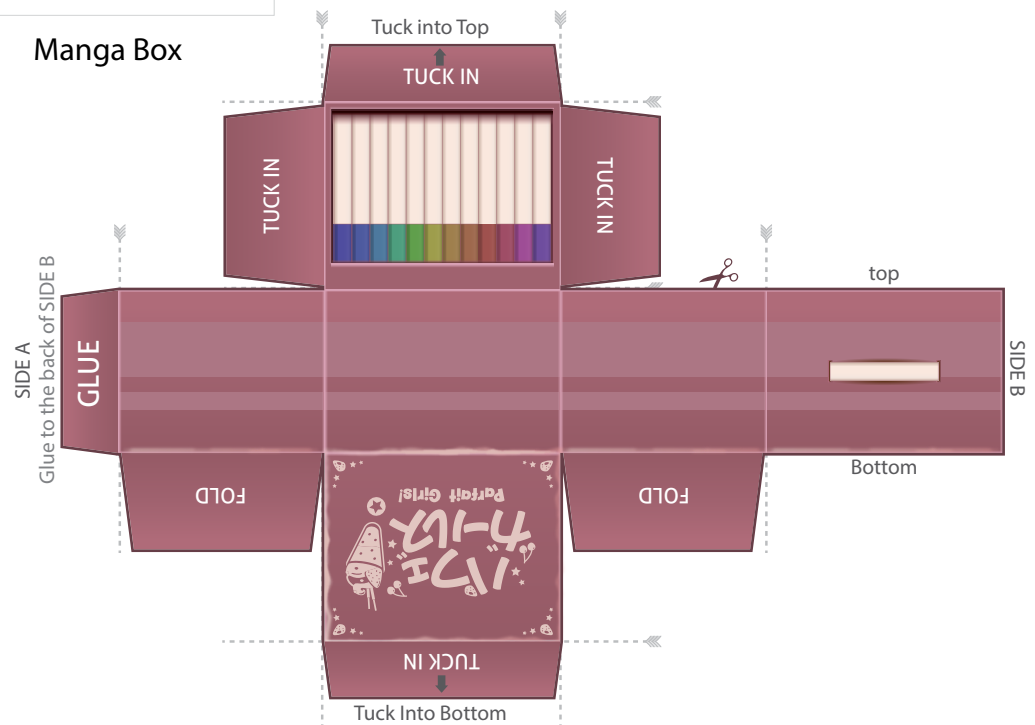 Tuck into Top
Manga Box
TUCK IN
TUCK IN
TUCK IN
top
SIDE A
Glue to the back of SIDE B
GLUE
SIDE B
Bottom
FOLD
FOLD
Parfait Girls!
パフェ
ガールズ
TUCK IN
Tuck Into Bottom